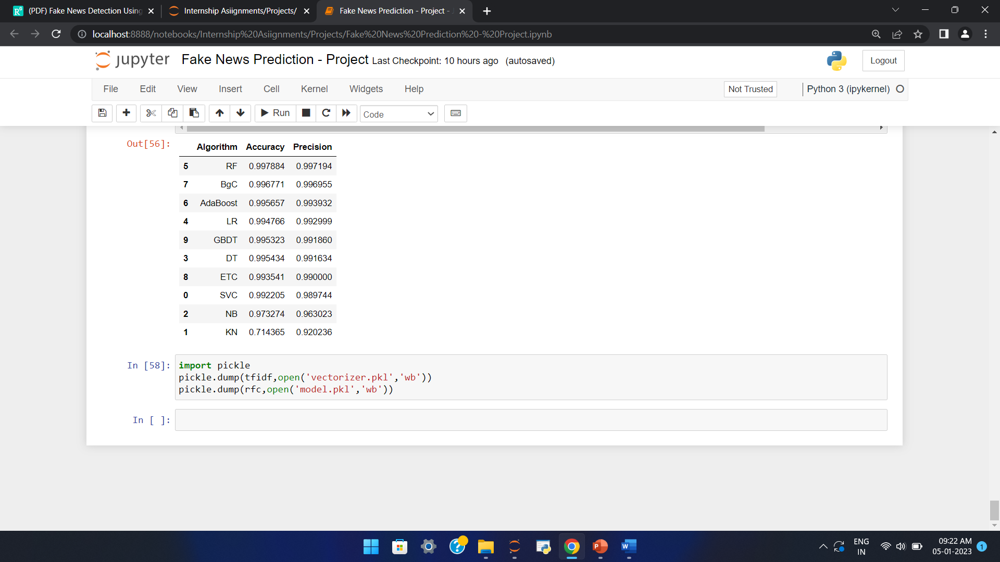 (PDF) Fake News Detection Using
Internship Asiignments/Projects/
Fake News Prediction - Project -
localhost:8888/notebooks/Internship%20Asiignments/Projects/Fake%20News%20Prediction%20-%20Project.ipynb
jupyter Fake News Prediction - Project Last Checkpoint: 10 hours ago (autosaved)
Logout
File Edit View Insert Cell Kernel Widgets Help
Not Trusted
Python 3 (ipykernel)
Run
Code
Out[56]:
Algorithm Accuracy Precision
5 RF 0.997884 0.997194
7 BgC 0.996771 0.996955
6 AdaBoost 0.995657 0.993932
4 LR 0.994766 0.992999
9 GBDT 0.995323 0.991860
3 DT 0.995434 0.991634
8 ETC 0.993541 0.990000
0 SVC 0.992205 0.989744
2 NB 0.973274 0.963023
1 KN 0.714365 0.920236
In [58]: import pickle
pickle.dump(tfidf,open('vectorizer.pkl','wb'))
pickle.dump(rfc,open('model.pkl','wb'))
In [ ]:
ENG
IN
09:22 AM
05-01-2023
1